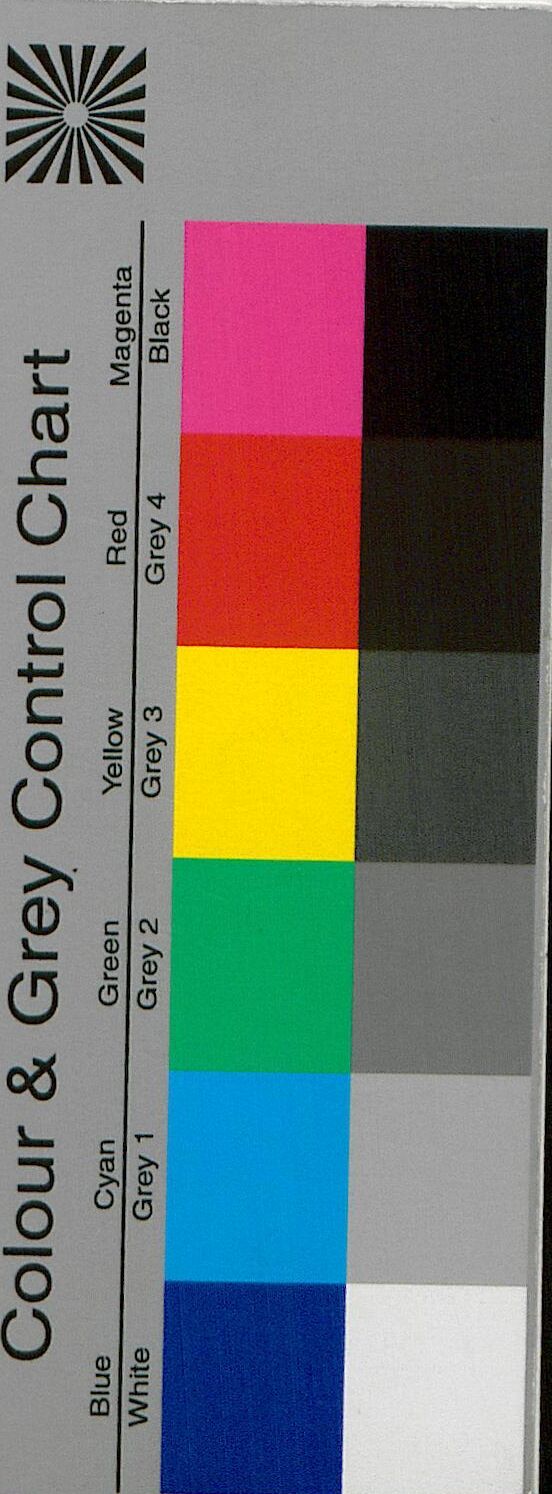 Colour & Grey Control Chart
Blue Cyan Green Yellow Red Magenta
White Grey 1 Grey 2 Grey 3 Grey 4 Black